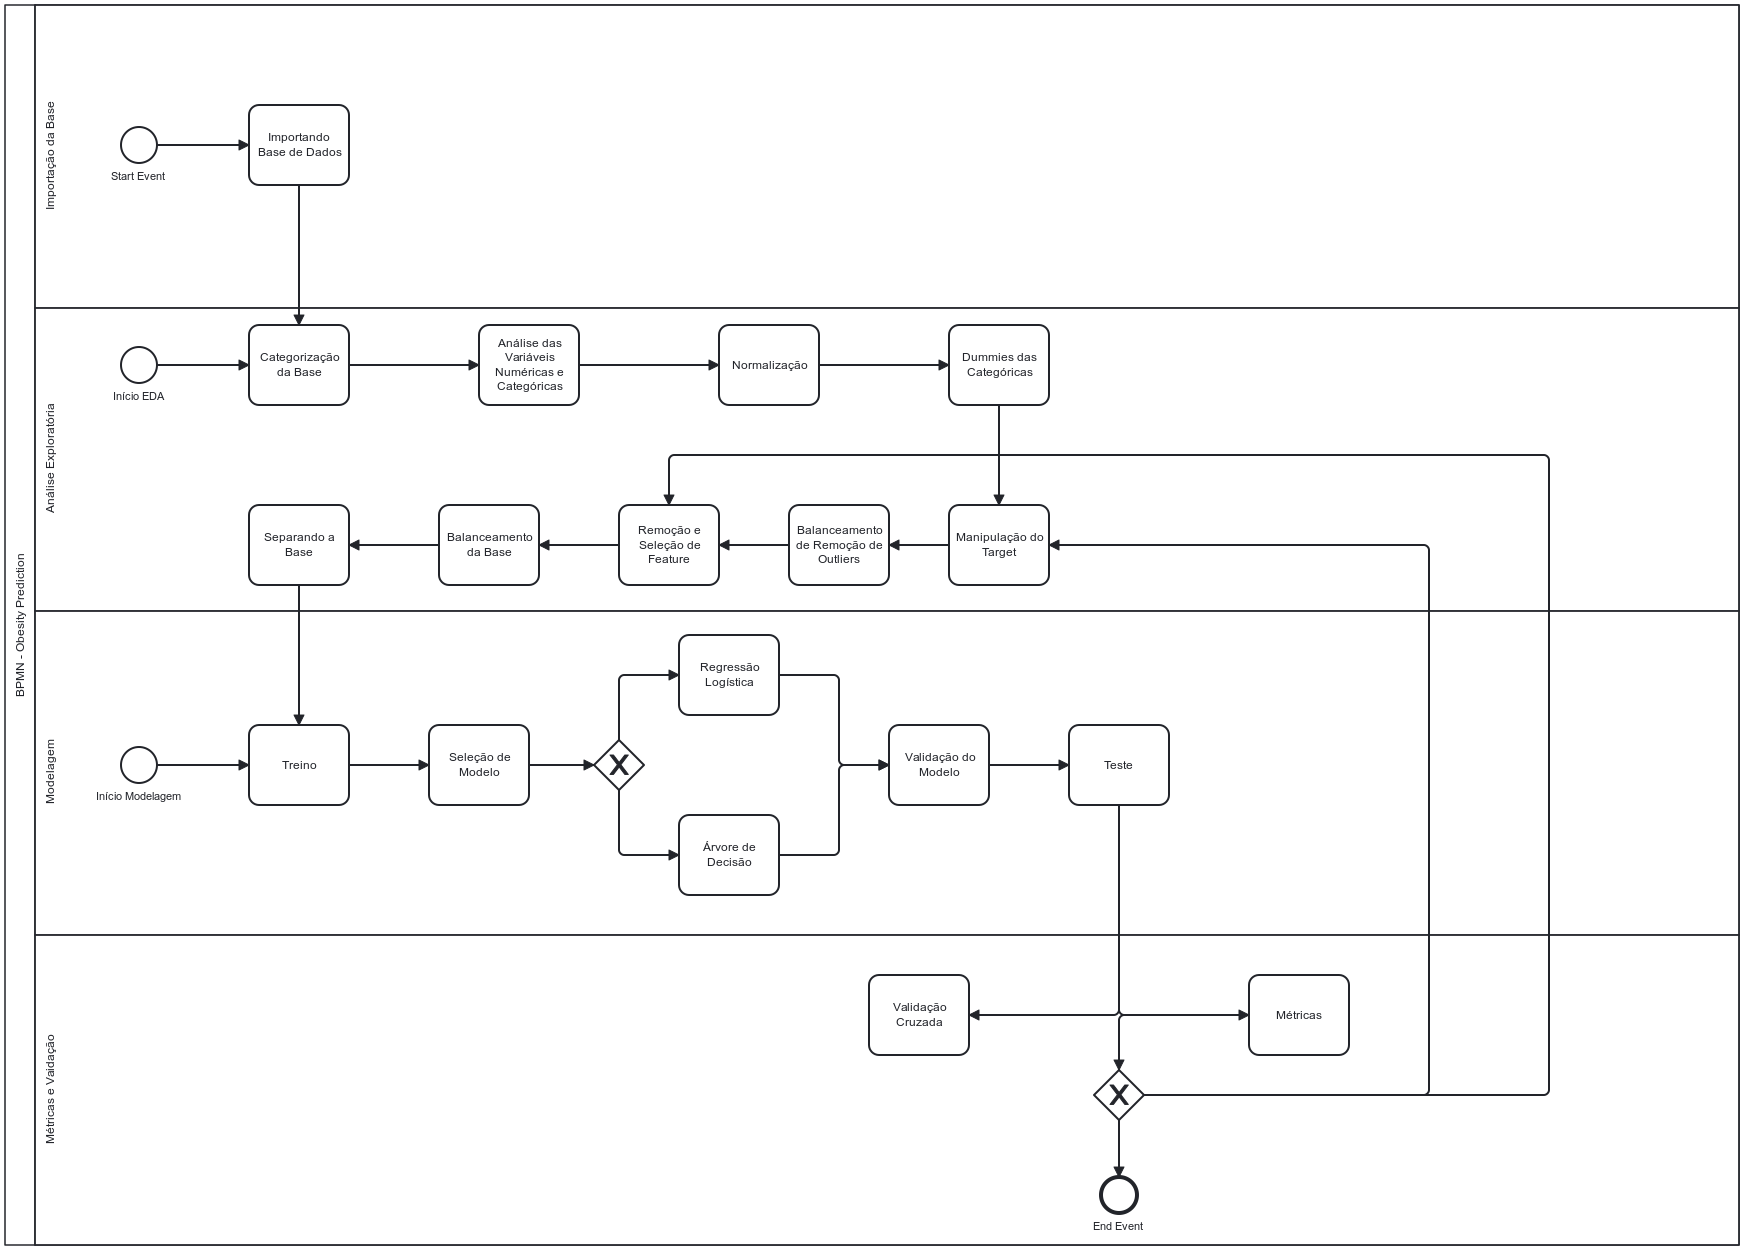 BPMN - Obesity Prediction
Importação da Base
Start Event
Importando
Base de Dados
Análise Exploratória
Início EDA
Categorização
da Base
Análise das
Variáveis
Numéricas e
Categóricas
Normalização
Dummies das
Categóricas
Separando a
Base
Balanceamento
da Base
Remoção e
Seleção de
Feature
Balanceamento
de Remoção de
Outliers
Manipulação do
Target
Modelagem
Início Modelagem
Treino
Seleção de
Modelo
X
Regressão
Logística
Árvore de
Decisão
Validação do
Modelo
Teste
Métricas e Vaidação
Validação
Cruzada
Métricas
X
End Event